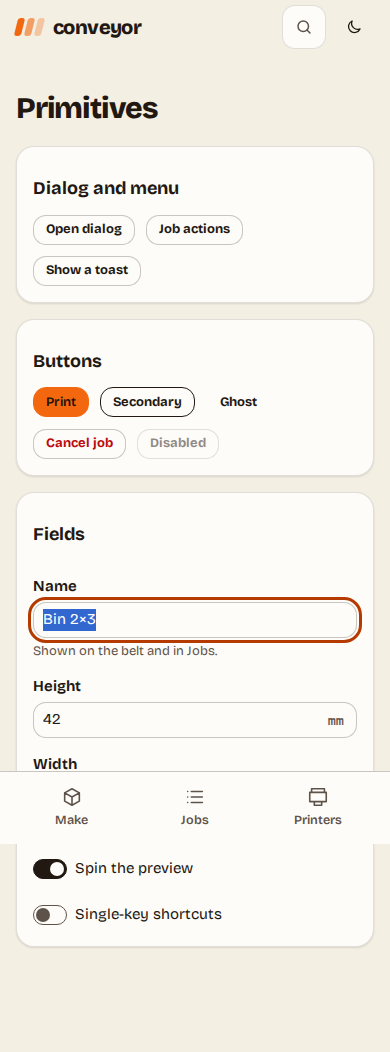 conveyor
Primitives
Dialog and menu
Open dialog
Job actions
Show a toast
Buttons
Print
Secondary
Ghost
Cancel job
Disabled
Fields
Name
Bin 2×3
Shown on the belt and in Jobs.
Height
42 mm
Width
Make
Jobs
Printers
Spin the preview
Single-key shortcuts